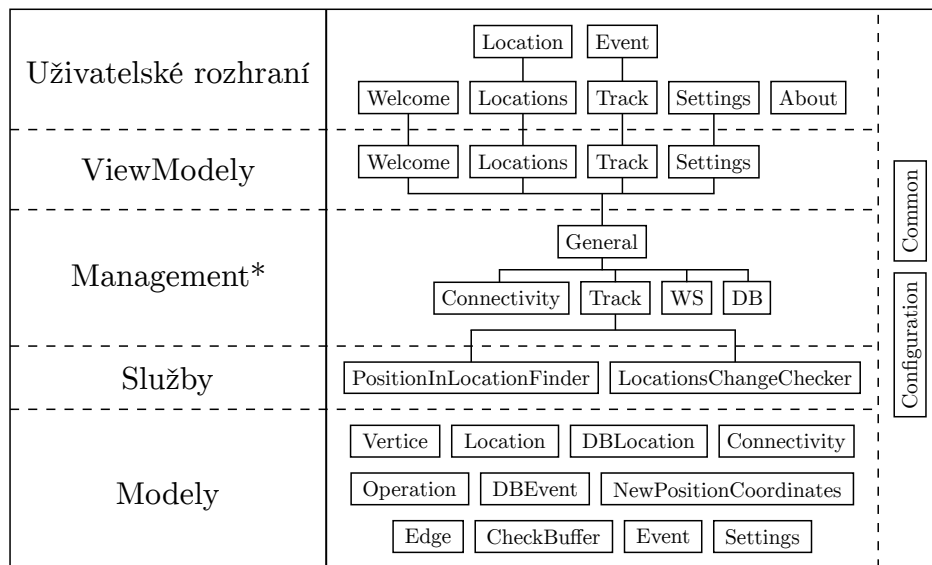 Location Event
Uživatelské rozhraní
Welcome Locations Track Settings About
ViewModely
Welcome Locations Track Settings
Common
General
Management*
Connectivity Track WS DB
Configuration
Služby
PositionInLocationFinder LocationsChangeChecker
Vertice Location DBLocation Connectivity
Modely
Operation DBEvent NewPositionCoordinates
Edge CheckBuffer Event Settings